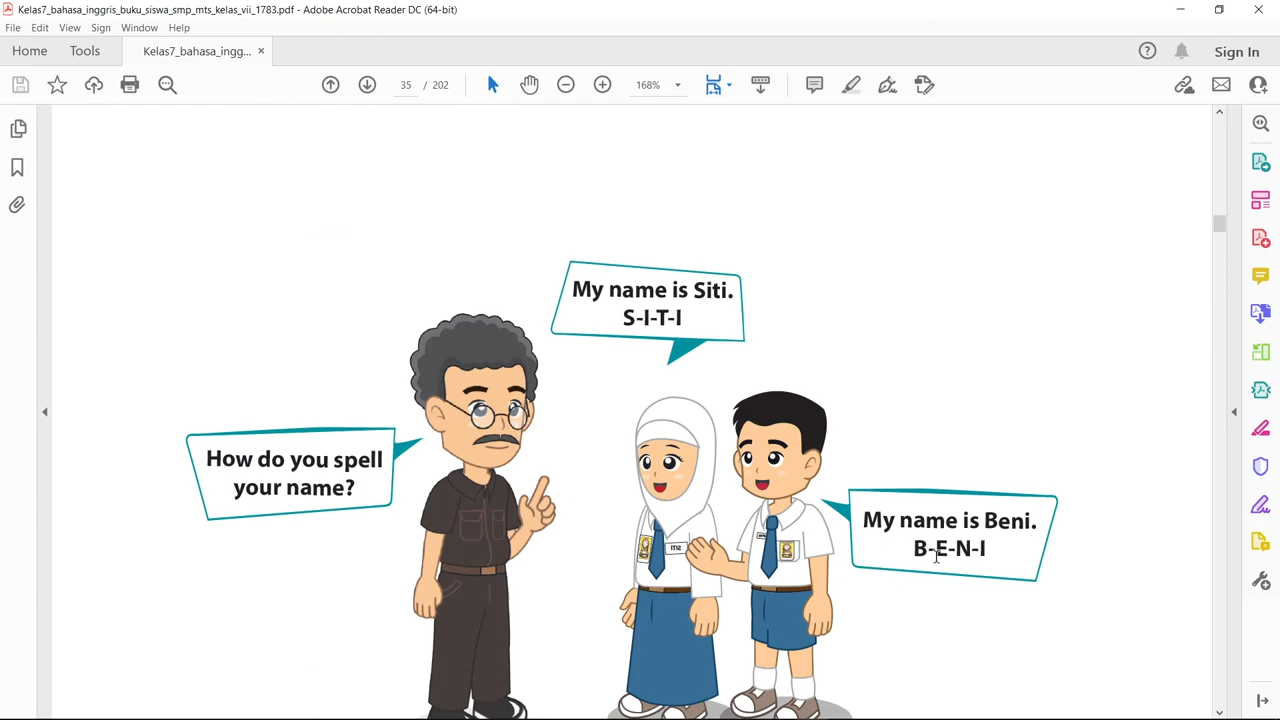 Kelas7_bahasa_inggris_buku_siswa_smp_mts_kelas_vii_1783.pdf - Adobe Acrobat Reader DC (64-bit)
File Edit View Sign Window Help
Home Tools Kelas7_bahasa_ingg... Sign In
35 / 202 168%
My name is Siti.
S-I-T-I
How do you spell
your name?
My name is Beni.
B-E-N-I